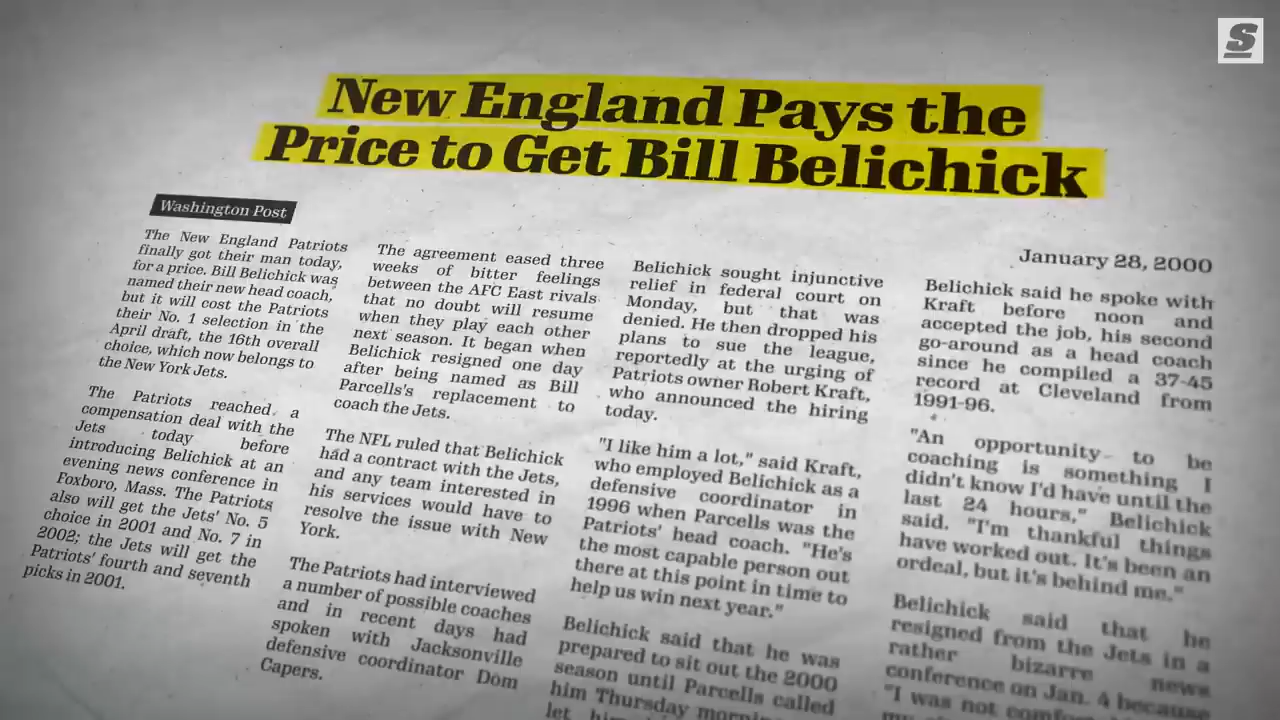 S
New England Pays the
Price to Get Bill Belichick
Washington Post
January 28, 2000
The New England Patriots
finally got their man today,
for a price. Bill Belichick was
named their new head coach,
but it will cost the Patriots
their No. 1 selection in the
April draft, the 16th overall
choice, which now belongs to
the New York Jets.
The Patriots reached a
compensation deal with the
Jets today before
introducing Belichick at an
evening news conference in
Foxboro, Mass. The Patriots
also will get the Jets' No. 5
choice in 2001 and No. 7 in
2002; the Jets will get the
Patriots' fourth and seventh
picks in 2001.
The agreement eased three
weeks of bitter feelings
between the AFC East rivals
that no doubt will resume
when they play each other
next season. It began when
Belichick resigned one day
after being named as Bill
Parcells's replacement to
coach the Jets.
The NFL ruled that Belichick
had a contract with the Jets,
and any team interested in
his services would have to
resolve the issue with New
York.
The Patriots had interviewed
a number of possible coaches
and in recent days had
spoken with Jacksonville
defensive coordinator Dom
Capers.
Belichick sought injunctive
relief in federal court on
Monday, but that was
denied. He then dropped his
plans to sue the league,
reportedly at the urging of
Patriots owner Robert Kraft,
who announced the hiring
today.
"I like him a lot," said Kraft,
who employed Belichick as a
defensive coordinator in
1996 when Parcells was the
Patriots' head coach. "He's
the most capable person out
there at this point in time to
help us win next year."
Belichick said that he was
prepared to sit out the 2000
season until Parcells called
him Thursday morning
let him
Belichick said he spoke with
Kraft before noon and
accepted the job, his second
go-around as a head coach
since he compiled a 37-45
record at Cleveland from
1991-96.
"An opportunity to be
coaching is something I
didn't know I'd have until the
last 24 hours," Belichick
said. "I'm thankful things
have worked out. It's been an
ordeal, but it's behind me."
Belichick said that he
resigned from the Jets in a
rather bizarre news
conference on Jan. 4 because
"I was not